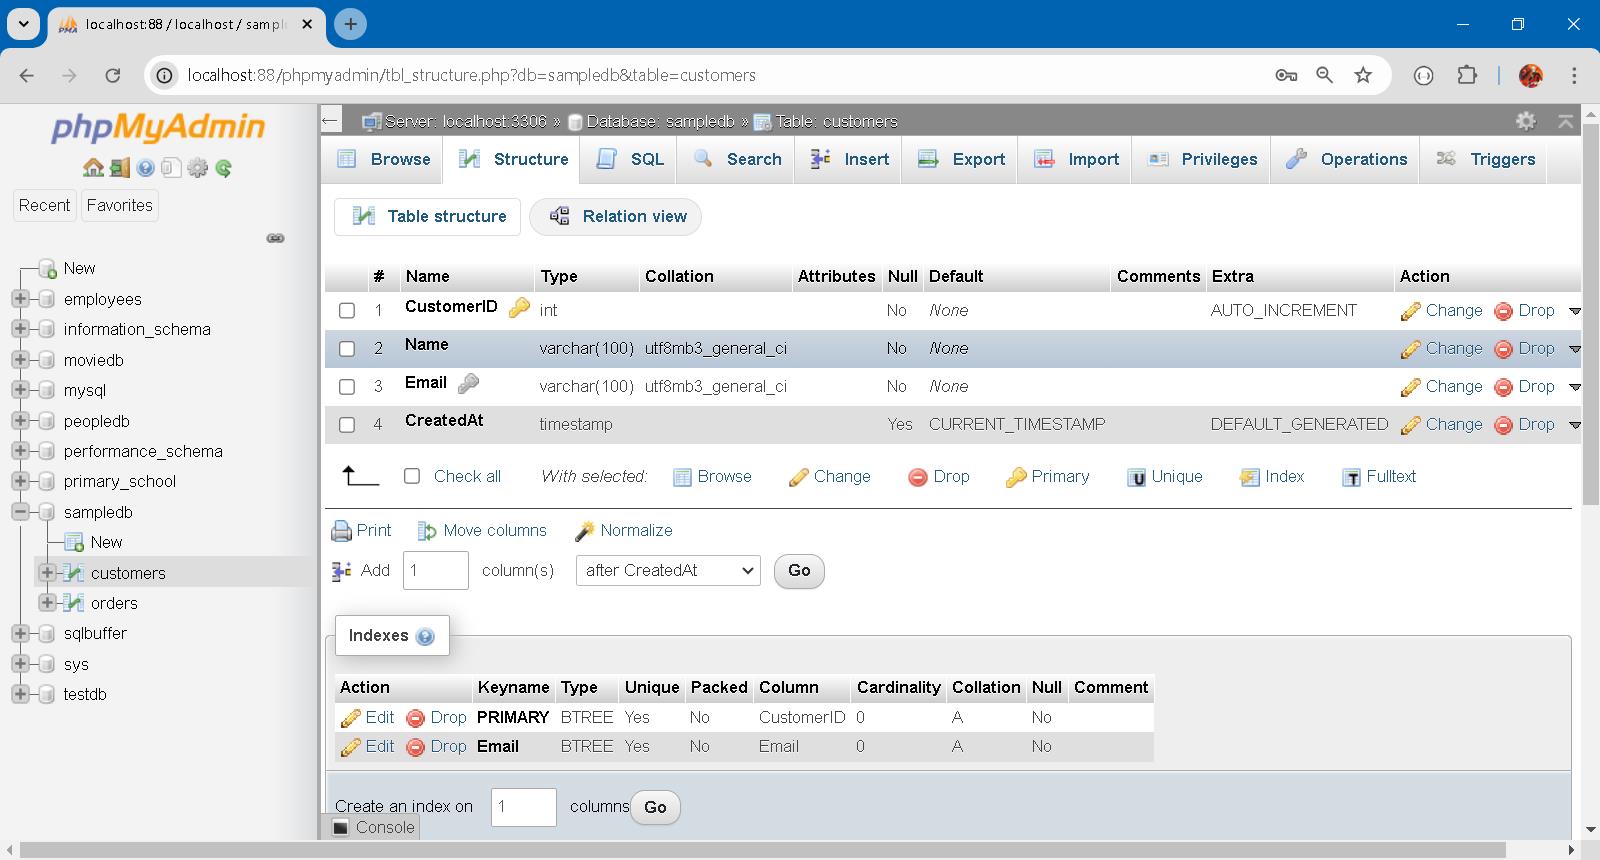 localhost:88 / localhost / sampl
localhost:88/phpmyadmin/tbl_structure.php?db=sampledb&table=customers
phpMyAdmin
Recent Favorites
New
employees
information_schema
moviedb
mysql
peopledb
performance_schema
primary_school
sampledb
New
customers
orders
sqlbuffer
sys
testdb
Server: localhost:3306 » Database: sampledb » Table: customers
Browse Structure SQL Search Insert Export Import Privileges Operations Triggers
Table structure Relation view
# Name Type Collation Attributes Null Default Comments Extra Action
1 CustomerID int No None AUTO_INCREMENT Change Drop
2 Name varchar(100) utf8mb3_general_ci No None Change Drop
3 Email varchar(100) utf8mb3_general_ci No None Change Drop
4 CreatedAt timestamp Yes CURRENT_TIMESTAMP DEFAULT_GENERATED Change Drop
Check all With selected: Browse Change Drop Primary Unique Index Fulltext
Print Move columns Normalize
Add 1 column(s) after CreatedAt Go
Indexes
Action Keyname Type Unique Packed Column Cardinality Collation Null Comment
Edit Drop PRIMARY BTREE Yes No CustomerID 0 A No
Edit Drop Email BTREE Yes No Email 0 A No
Create an index on 1 columns Go
Console